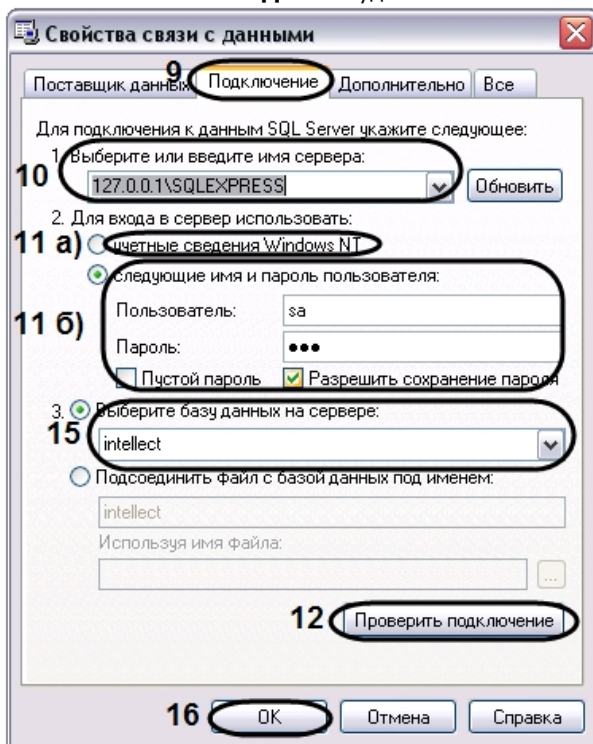 Свойства связи с данными
9
Поставщик данных Подключение Дополнительно Все
Для подключения к данным SQL Server укажите следующее:
1. Выберите или введите имя сервера:
10
127.0.0.1\SQLEXPRESS Обновить
2. Для входа в сервер использовать:
11 а) учетные сведения Windows NT
следующие имя и пароль пользователя:
11 б)
Пользователь: sa
Пароль: ●●●
Пустой пароль Разрешить сохранение пароля
3. Выберите базу данных на сервере:
15
intellect
Подсоединить файл с базой данных под именем:
intellect
Используя имя файла:
...
12 Проверить подключение
16 ОК Отмена Справка